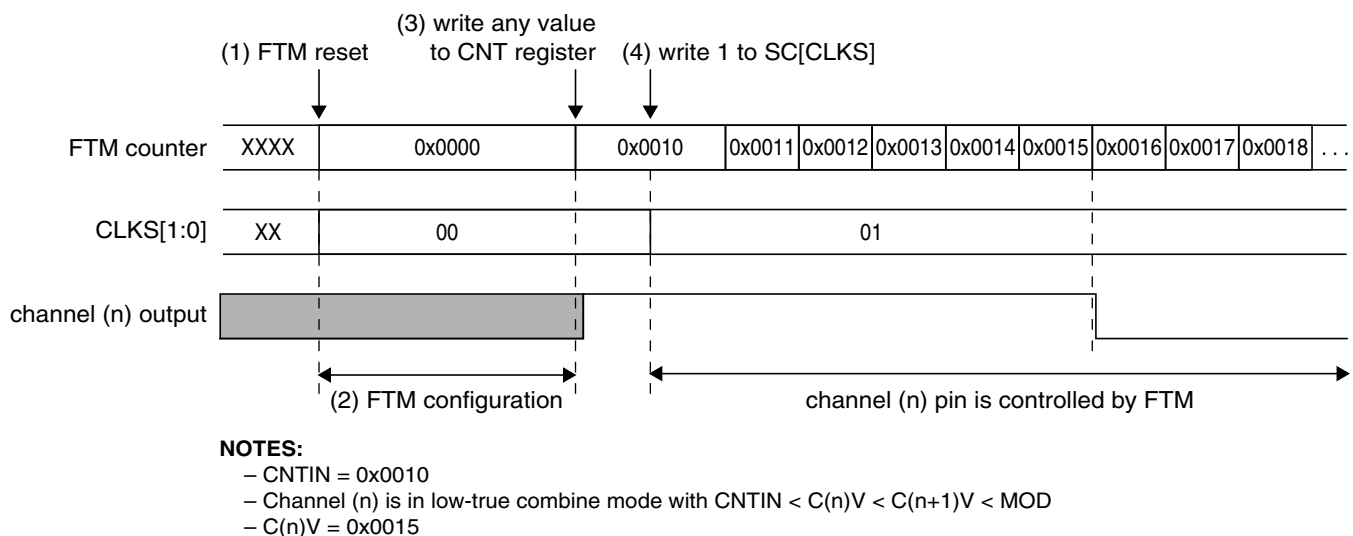 (3) write any value
(1) FTM reset to CNT register (4) write 1 to SC[CLKS]
FTM counter XXXX 0x0000 0x0010 0x0011 0x0012 0x0013 0x0014 0x0015 0x0016 0x0017 0x0018 . . .
CLKS[1:0] XX 00 01
channel (n) output
(2) FTM configuration channel (n) pin is controlled by FTM
NOTES:
– CNTIN = 0x0010
– Channel (n) is in low-true combine mode with CNTIN < C(n)V < C(n+1)V < MOD
– C(n)V = 0x0015